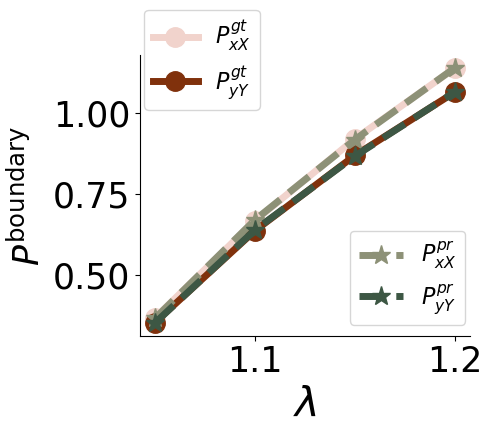 P^{gt}_{xX}
P^{gt}_{yY}
1.00
0.75
0.50
P^{boundary}
P^{pr}_{xX}
P^{pr}_{yY}
1.1 1.2
λ